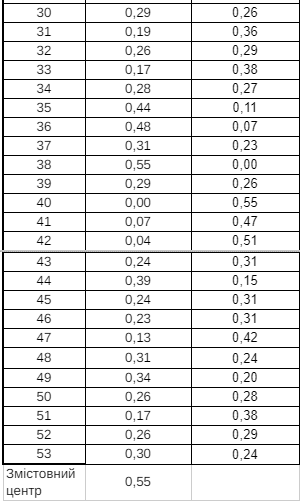 30 0,29 0,26
31 0,19 0,36
32 0,26 0,29
33 0,17 0,38
34 0,28 0,27
35 0,44 0,11
36 0,48 0,07
37 0,31 0,23
38 0,55 0,00
39 0,29 0,26
40 0,00 0,55
41 0,07 0,47
42 0,04 0,51
43 0,24 0,31
44 0,39 0,15
45 0,24 0,31
46 0,23 0,31
47 0,13 0,42
48 0,31 0,24
49 0,34 0,20
50 0,26 0,28
51 0,17 0,38
52 0,26 0,29
53 0,30 0,24
Змістовний
центр 0,55